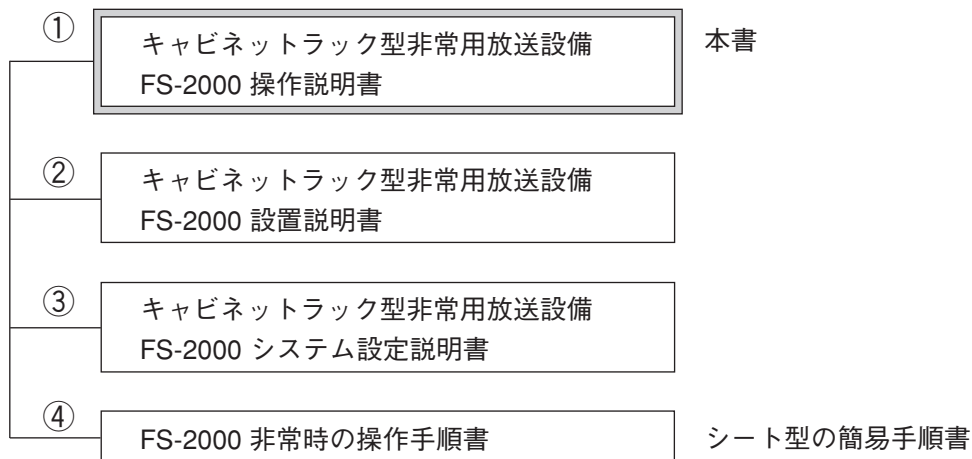 ①
キャビネットラック型非常用放送設備
FS-2000 操作説明書
本書
②
キャビネットラック型非常用放送設備
FS-2000 設置説明書
③
キャビネットラック型非常用放送設備
FS-2000 システム設定説明書
④
FS-2000 非常時の操作手順書
シート型の簡易手順書